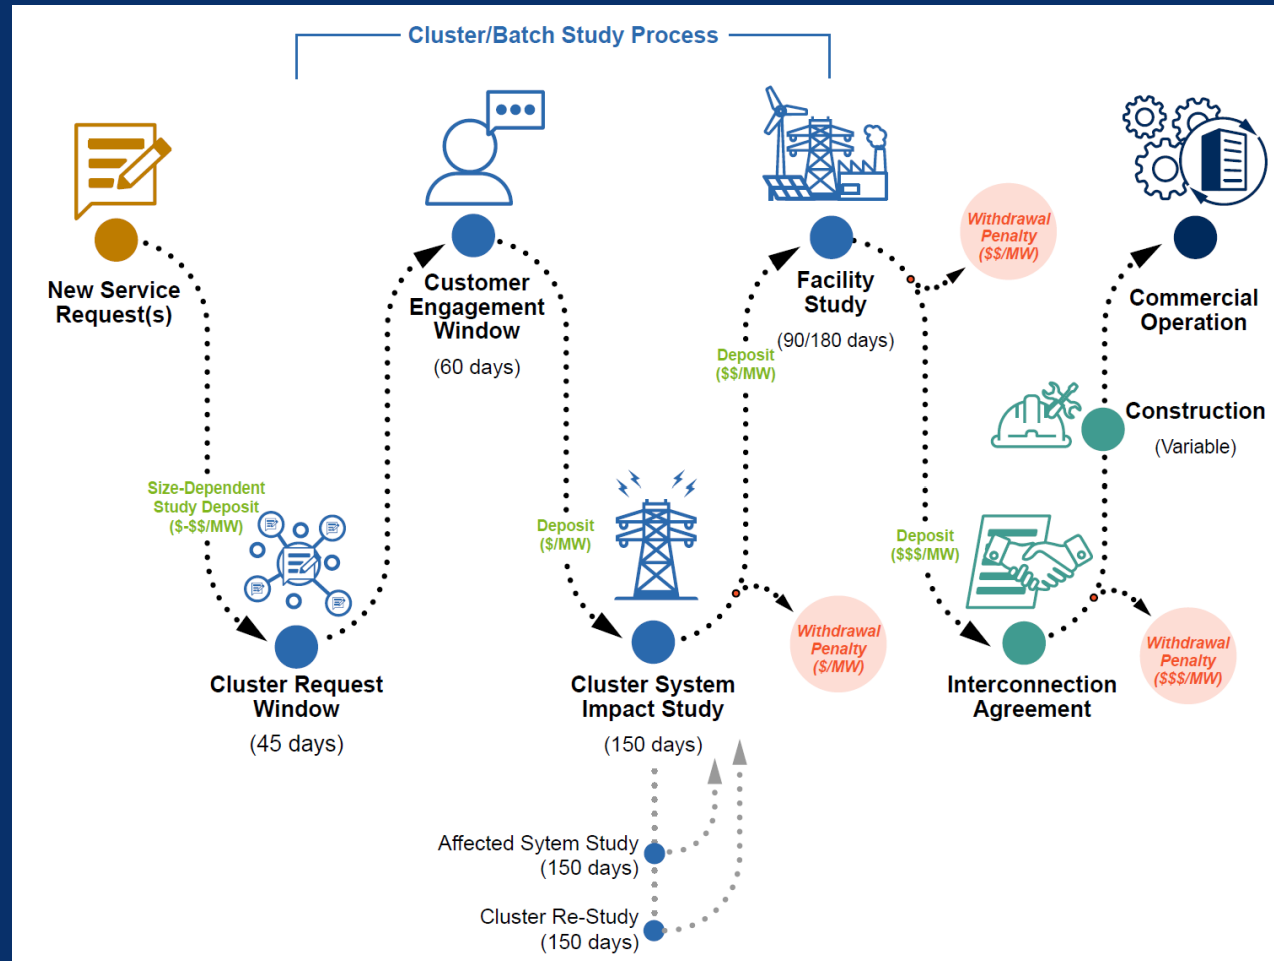 Cluster/Batch Study Process
New Service
Request(s)
Size-Dependent
Study Deposit
($-$$/MW)
Cluster Request
Window
(45 days)
Customer
Engagement
Window
(60 days)
Deposit
($/MW)
Cluster System
Impact Study
(150 days)
Affected Sytem Study
(150 days)
Cluster Re-Study
(150 days)
Withdrawal
Penalty
($/MW)
Deposit
($$/MW)
Facility
Study
(90/180 days)
Withdrawal
Penalty
($$/MW)
Deposit
($$$/MW)
Interconnection
Agreement
Withdrawal
Penalty
($$$/MW)
Construction
(Variable)
Commercial
Operation